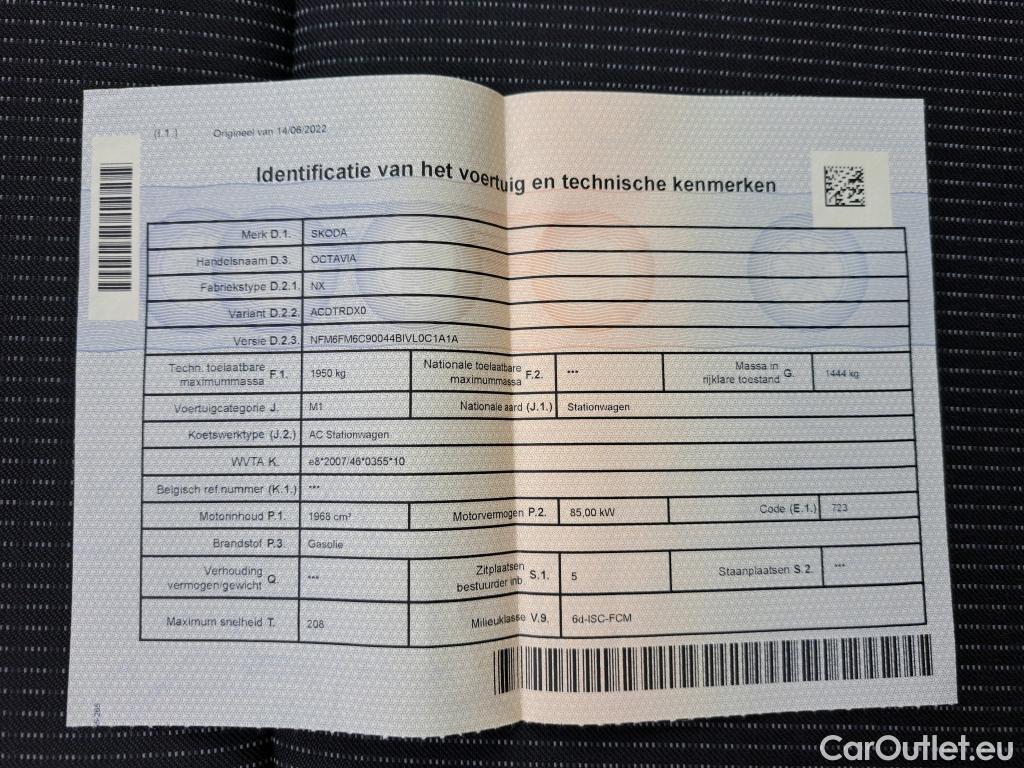 (I.1.) Origineel van 14/06/2022
Identificatie van het voertuig en technische kenmerken
Merk D.1. SKODA
Handelsnaam D.3. OCTAVIA
Fabriekstype D.2.1. NX
Variant D.2.2. ACDTRDX0
Versie D.2.3. NFM6FM6C90044BIVL0C1A1A
Techn. toelaatbare maximummassa F.1. 1950 kg Nationale toelaatbare maximummassa F.2. *** Massa in rijklare toestand G. 1444 kg
Voertuigcategorie J. M1 Nationale aard (J.1.) Stationwagen
Koetswerktype (J.2.) AC Stationwagen
WVTA K. e8*2007/46*0355*10
Belgisch ref.nummer (K.1.) ***
Motorinhoud P.1. 1968 cm³ Motorvermogen P.2. 85,00 kW Code (E.1.) 723
Brandstof P.3. Gasolie
Verhouding vermogen/gewicht Q. *** Zitplaatsen bestuurder inb. S.1. 5 Staanplaatsen S.2. ***
Maximum snelheid T. 208 Milieuklasse V.9. 6d-ISC-FCM
CarOutlet.eu